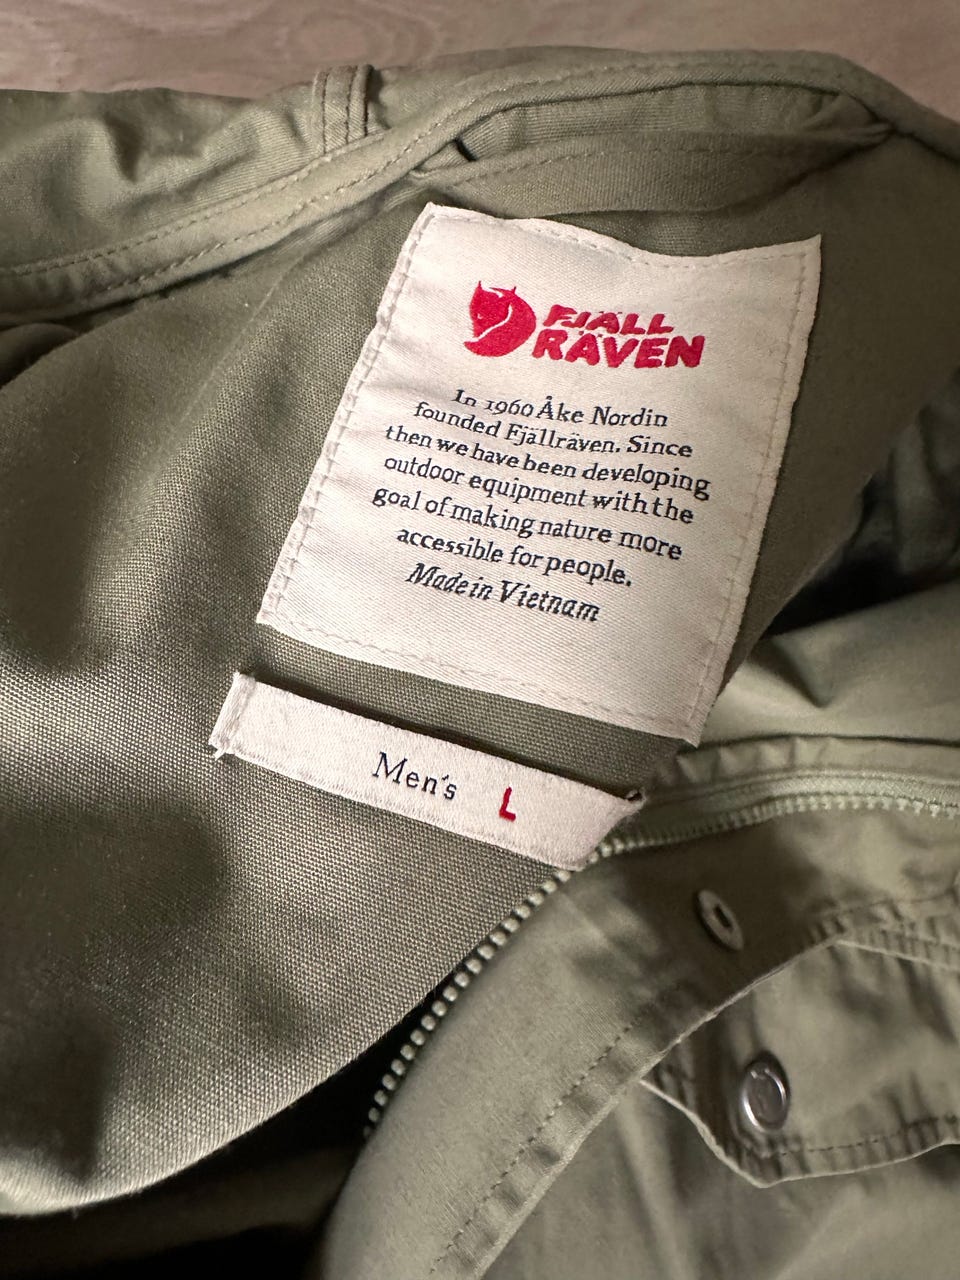 FJÄLL
RÄVEN
In 1960 Åke Nordin
founded Fjällräven. Since
then we have been developing
outdoor equipment with the
goal of making nature more
accessible for people.
Made in Vietnam
Men's L